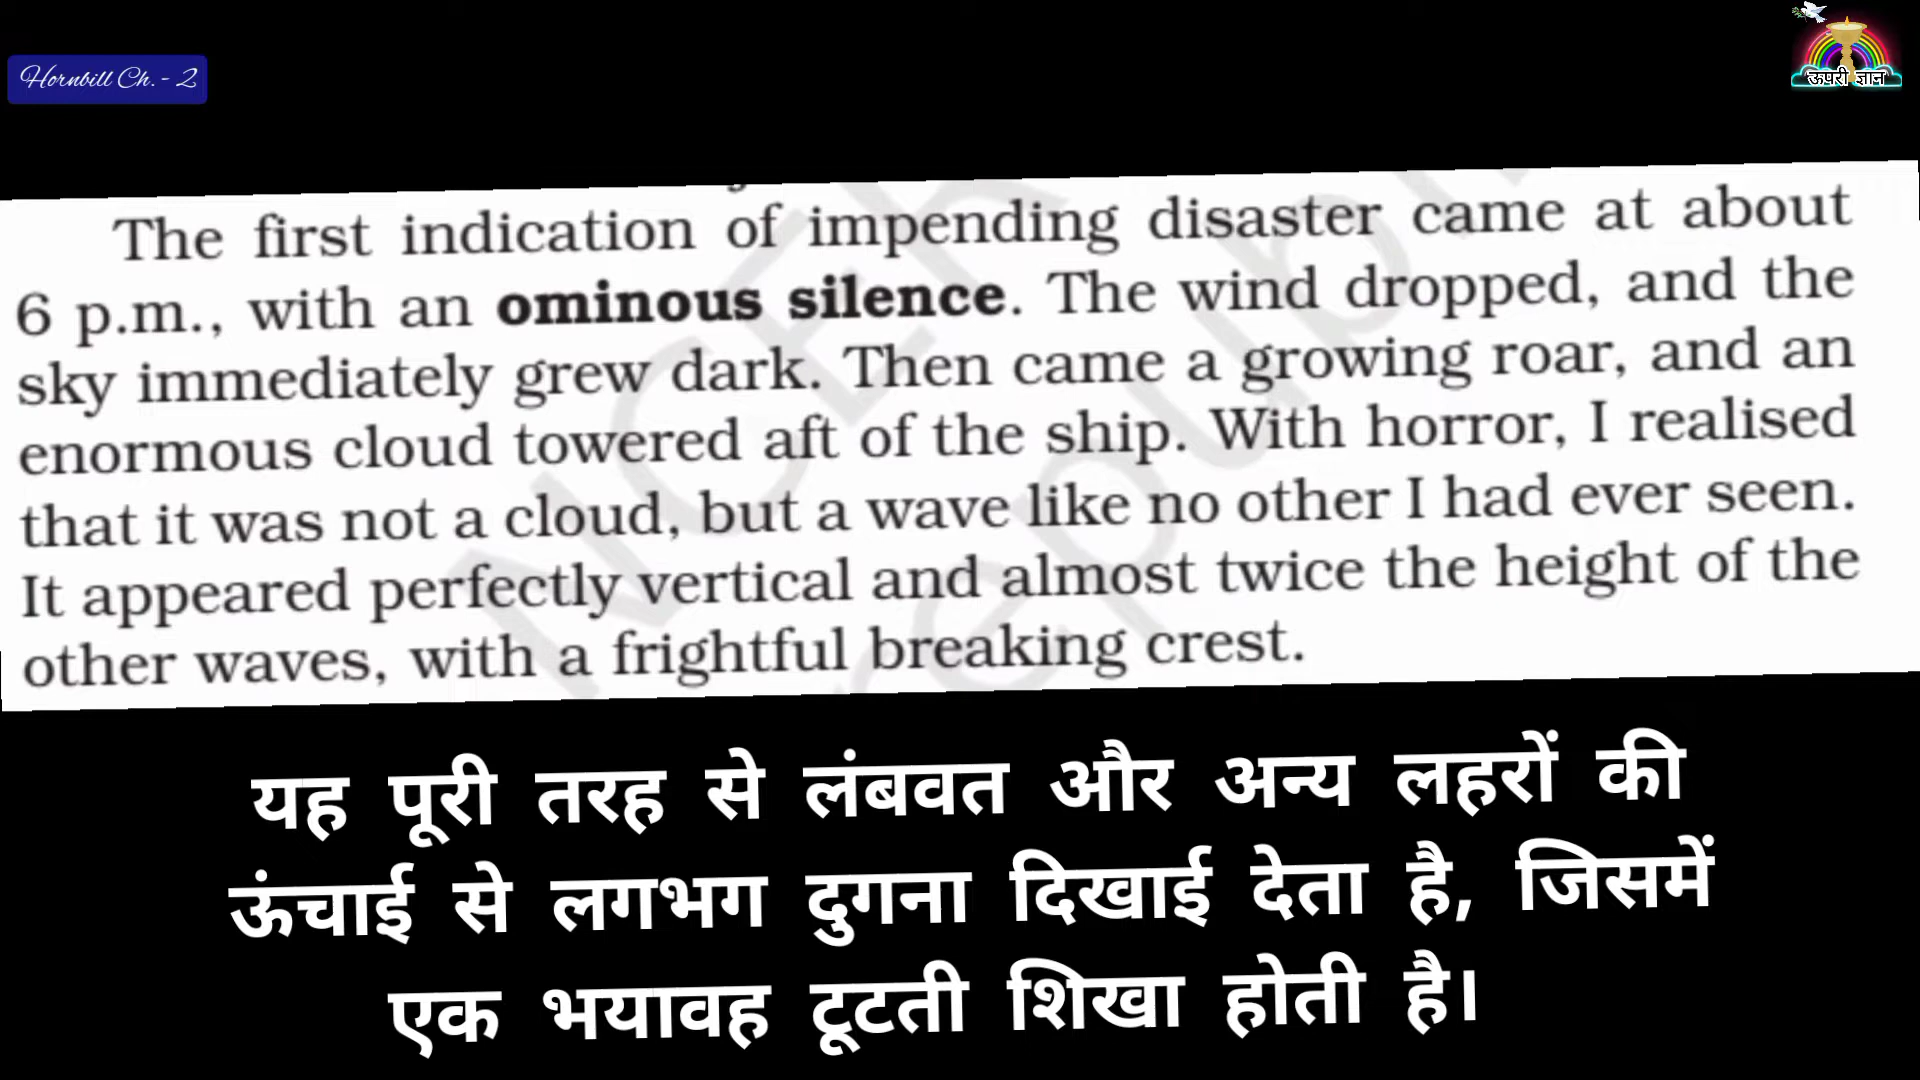 Hornbill Ch. - 2
ऊपरी ज्ञान
The first indication of impending disaster came at about
6 p.m., with an ominous silence. The wind dropped, and the
sky immediately grew dark. Then came a growing roar, and an
enormous cloud towered aft of the ship. With horror, I realised
that it was not a cloud, but a wave like no other I had ever seen.
It appeared perfectly vertical and almost twice the height of the
other waves, with a frightful breaking crest.
यह पूरी तरह से लंबवत और अन्य लहरों की
ऊंचाई से लगभग दुगना दिखाई देता है, जिसमें
एक भयावह टूटती शिखा होती है।